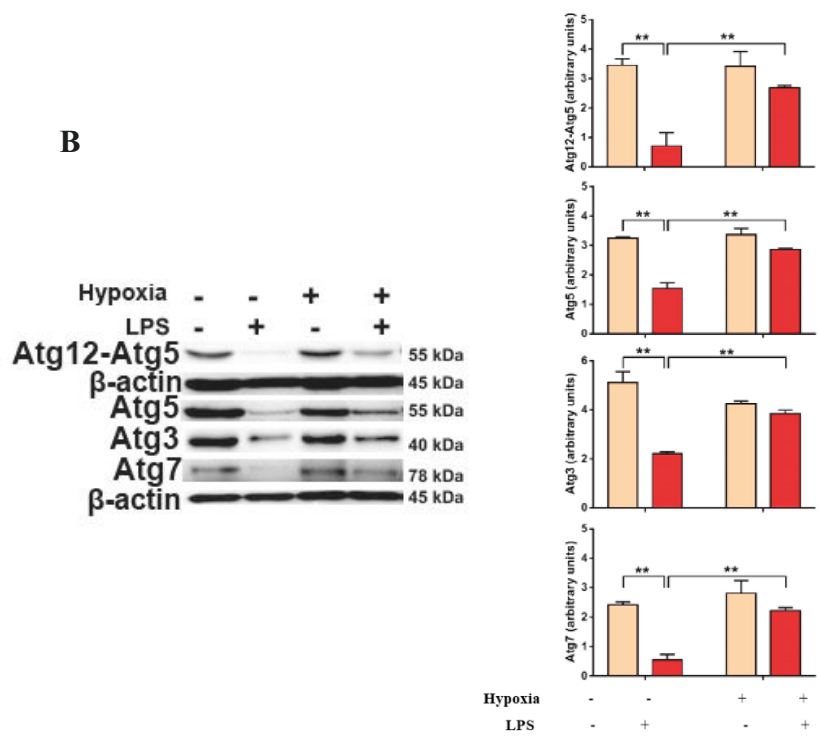 B
Hypoxia - - + +
LPS - + - +
Atg12-Atg5 55 kDa
β-actin 45 kDa
Atg5 55 kDa
Atg3 40 kDa
Atg7 78 kDa
β-actin 45 kDa
Atg12-Atg5 (arbitrary units)
5
4
3
2
1
0
** **
Atg5 (arbitrary units)
5
4
3
2
1
0
** **
Atg3 (arbitrary units)
6
4
2
0
** **
Atg7 (arbitrary units)
5
4
3
2
1
0
** **
Hypoxia - - + +
LPS - + - +